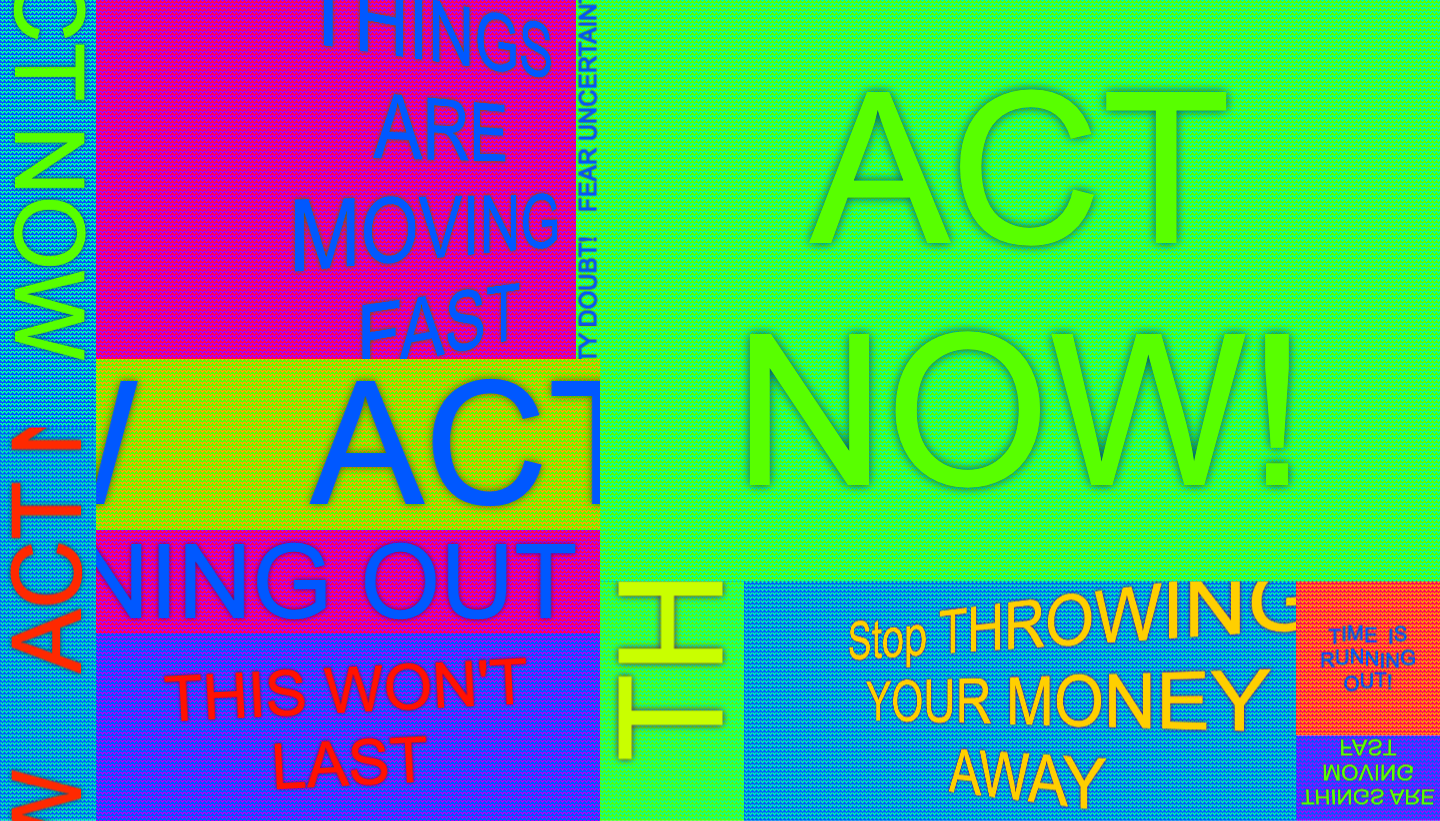 ACT NOW
ACT N
W
THINGS
ARE
MOVING
FAST
FEAR UNCERTAINT
TY DOUBT!
ACT
NOW!
W ACT
NING OUT
THIS WON'T
LAST
TH
Stop THROWING
YOUR MONEY
AWAY
TIME IS
RUNNING
OUT!
THINGS ARE
MOVING
FAST